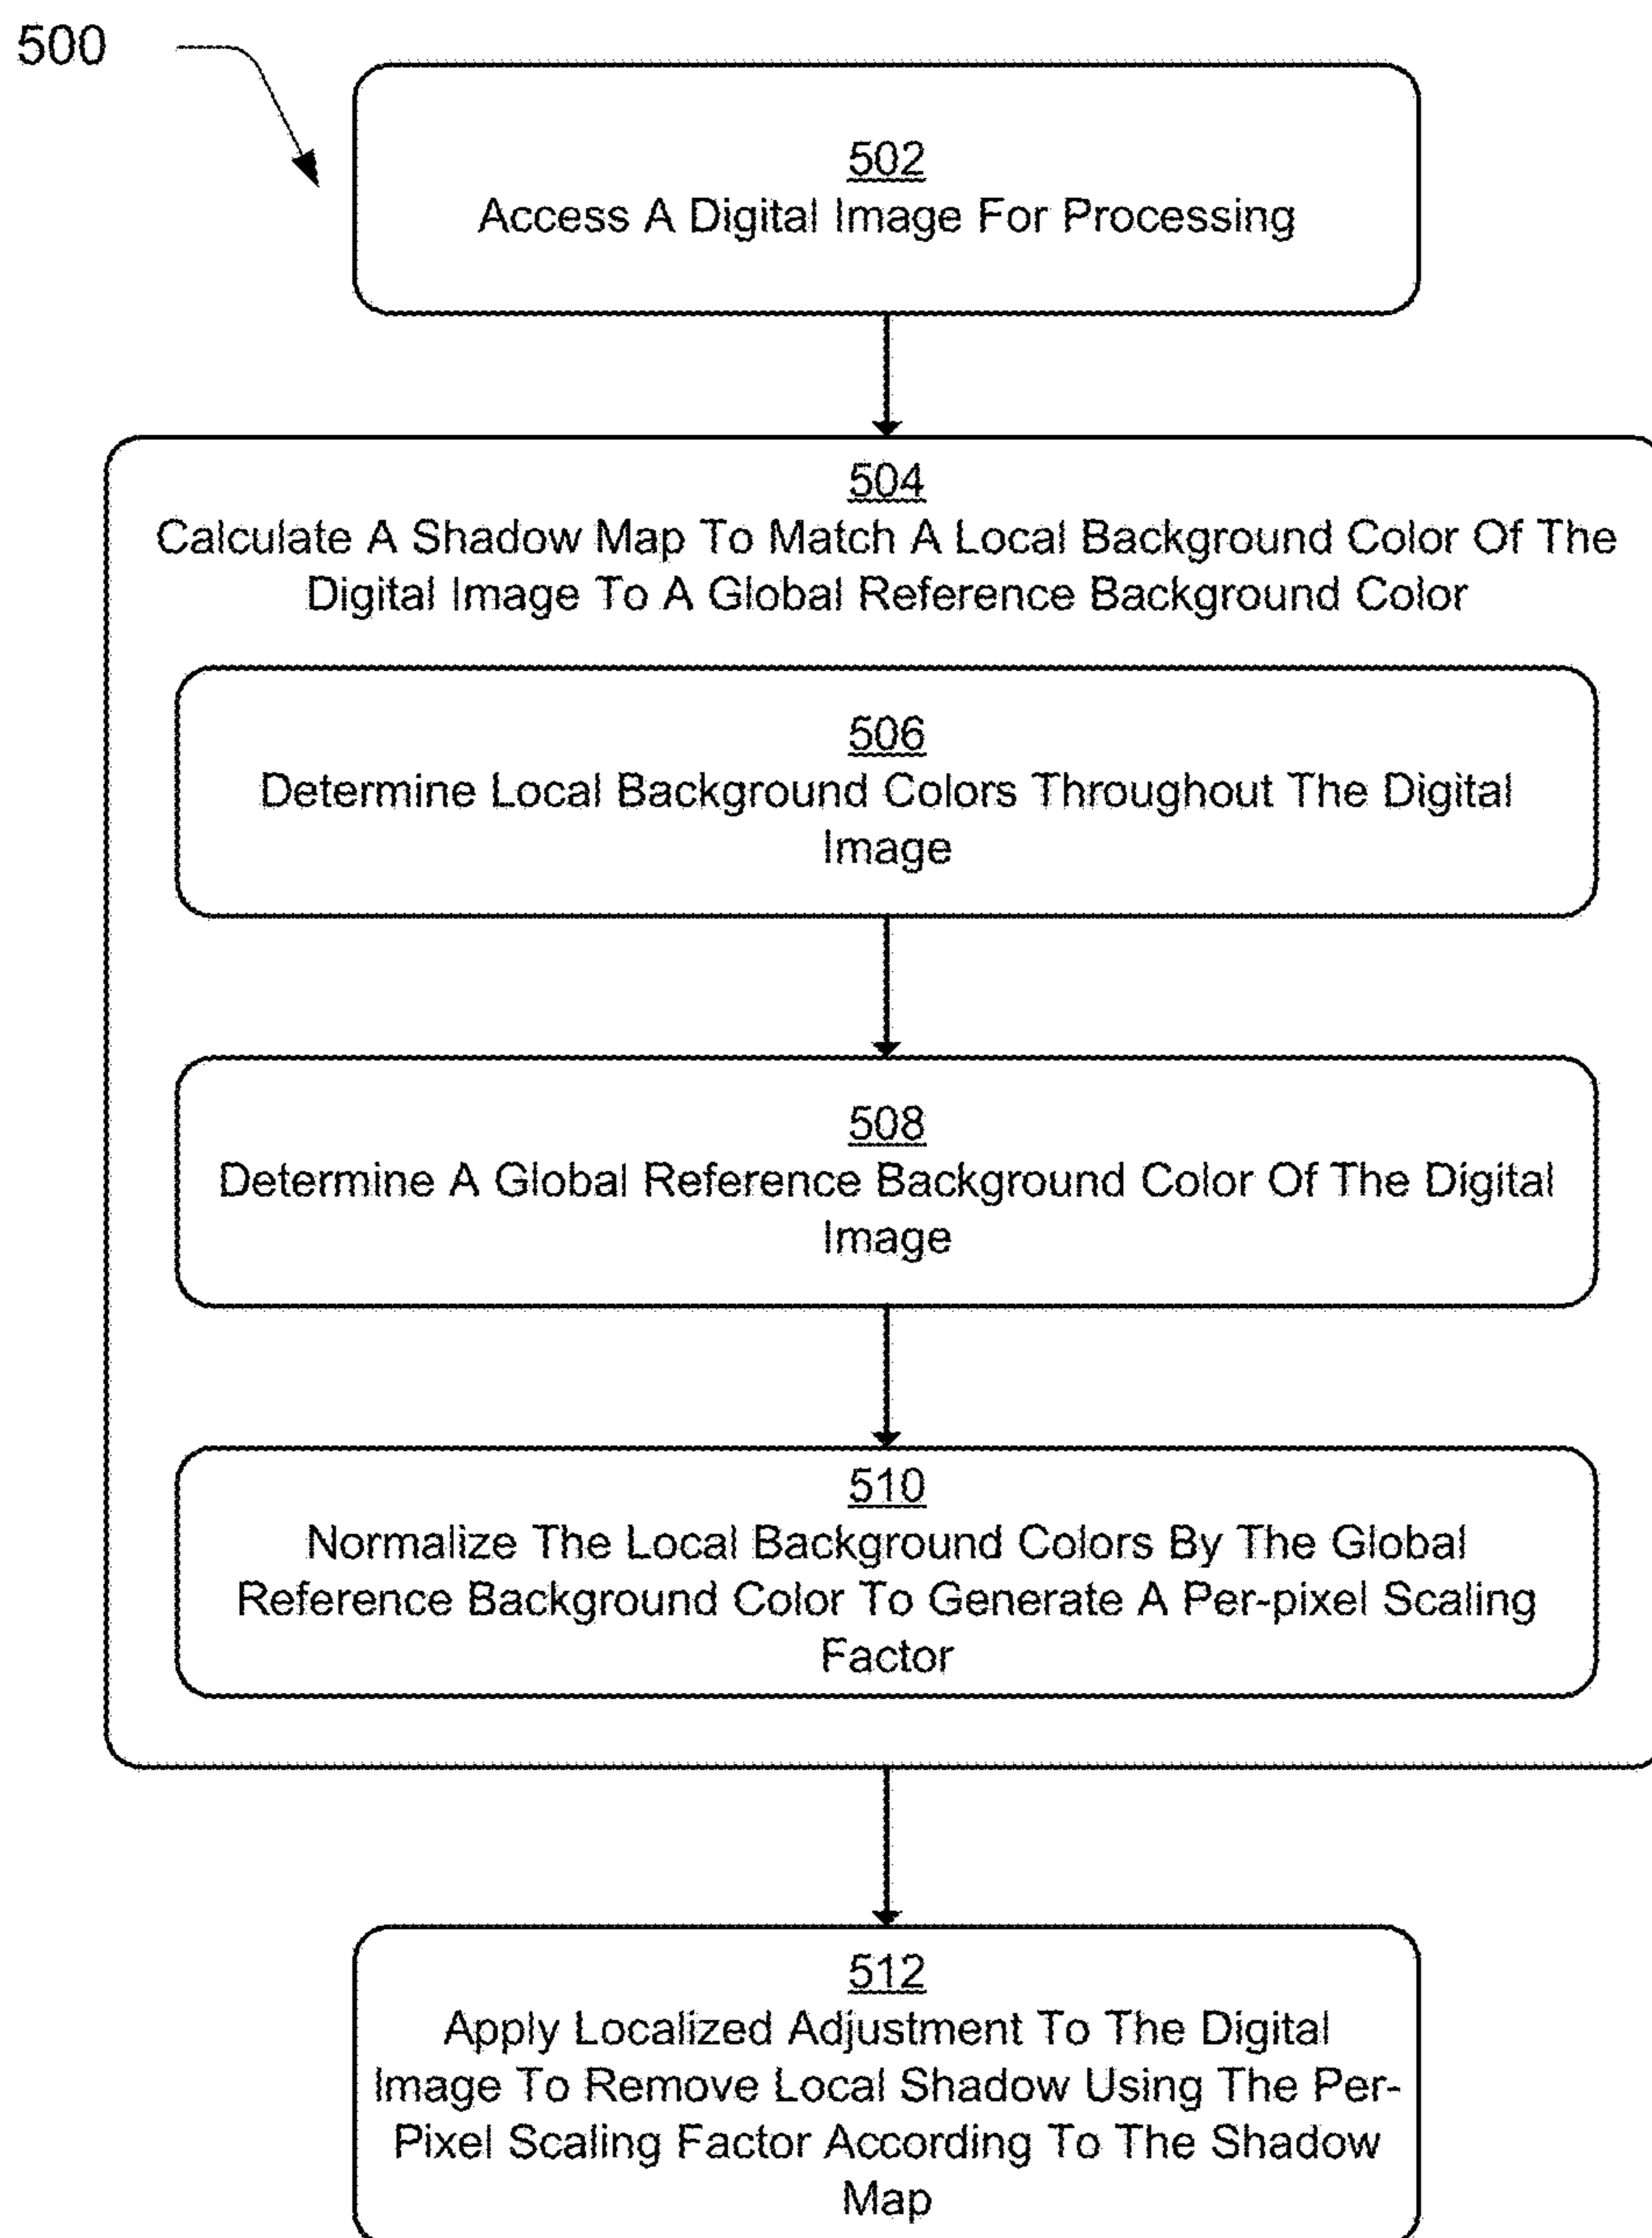 500
502
Access A Digital Image For Processing
504
Calculate A Shadow Map To Match A Local Background Color Of The
Digital Image To A Global Reference Background Color
506
Determine Local Background Colors Throughout The Digital
Image
508
Determine A Global Reference Background Color Of The Digital
Image
510
Normalize The Local Background Colors By The Global
Reference Background Color To Generate A Per-pixel Scaling
Factor
512
Apply Localized Adjustment To The Digital
Image To Remove Local Shadow Using The Per-
Pixel Scaling Factor According To The Shadow
Map